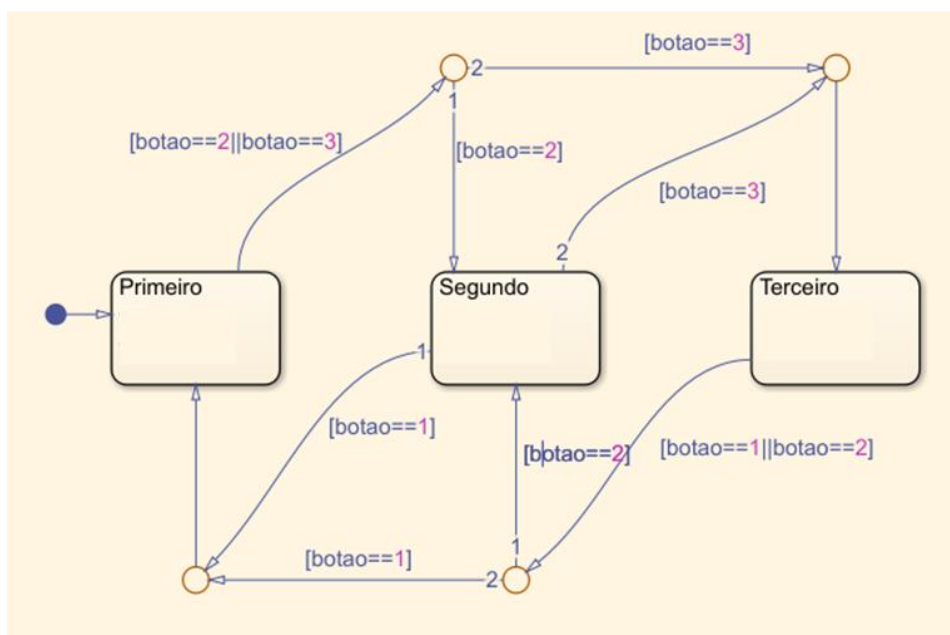 [botao==3]
2
1
[botao==2||botao==3]
[botao==2]
[botao==3]
2
Primeiro
Segundo
Terceiro
1
[botao==1]
[botao==2]
[botao==1||botao==2]
1
[botao==1]
2